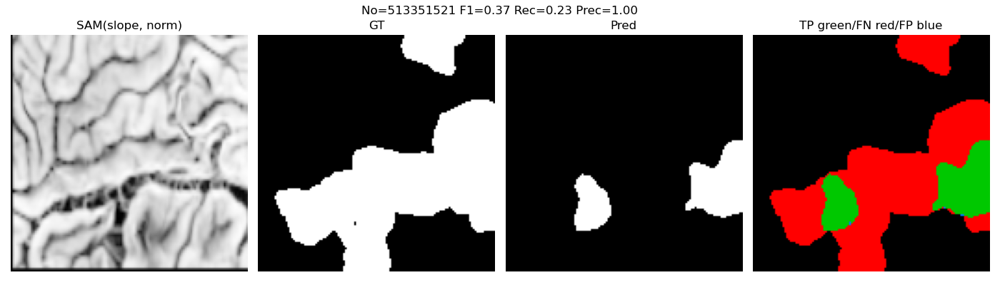 No=513351521 F1=0.37 Rec=0.23 Prec=1.00
SAM(slope, norm)
GT
Pred
TP green/FN red/FP blue